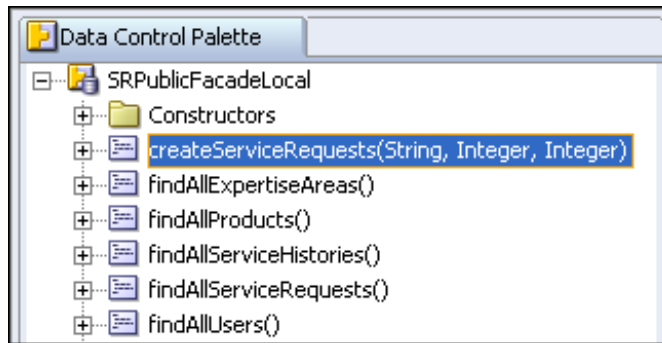 Data Control Palette
SRPublicFacadeLocal
Constructors
createServiceRequests(String, Integer, Integer)
findAllExpertiseAreas()
findAllProducts()
findAllServiceHistories()
findAllServiceRequests()
findAllUsers()